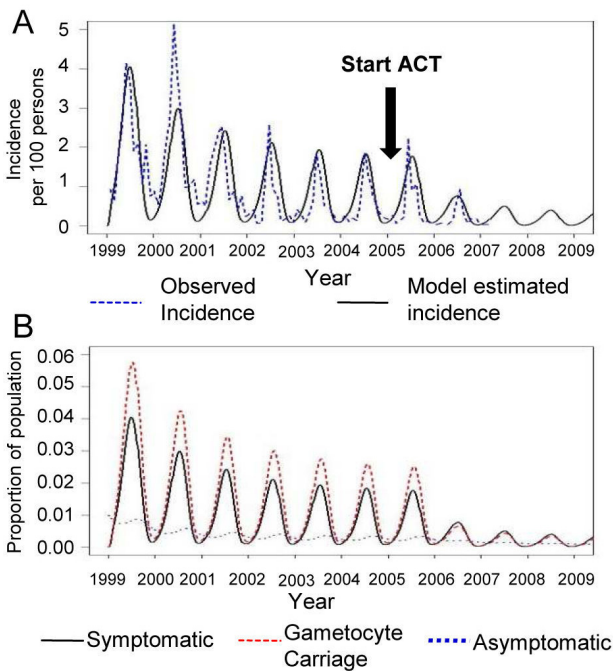 A
Incidence
per 100 persons
5
4
3
2
1
0
Start ACT
1999 2000 2001 2002 2003 2004 2005 2006 2007 2008 2009
Year
Observed
Incidence
Model estimated
incidence
B
Proportion of population
0.06
0.05
0.04
0.03
0.02
0.01
0.00
1999 2000 2001 2002 2003 2004 2005 2006 2007 2008 2009
Year
Symptomatic
Gametocyte
Carriage
Asymptomatic